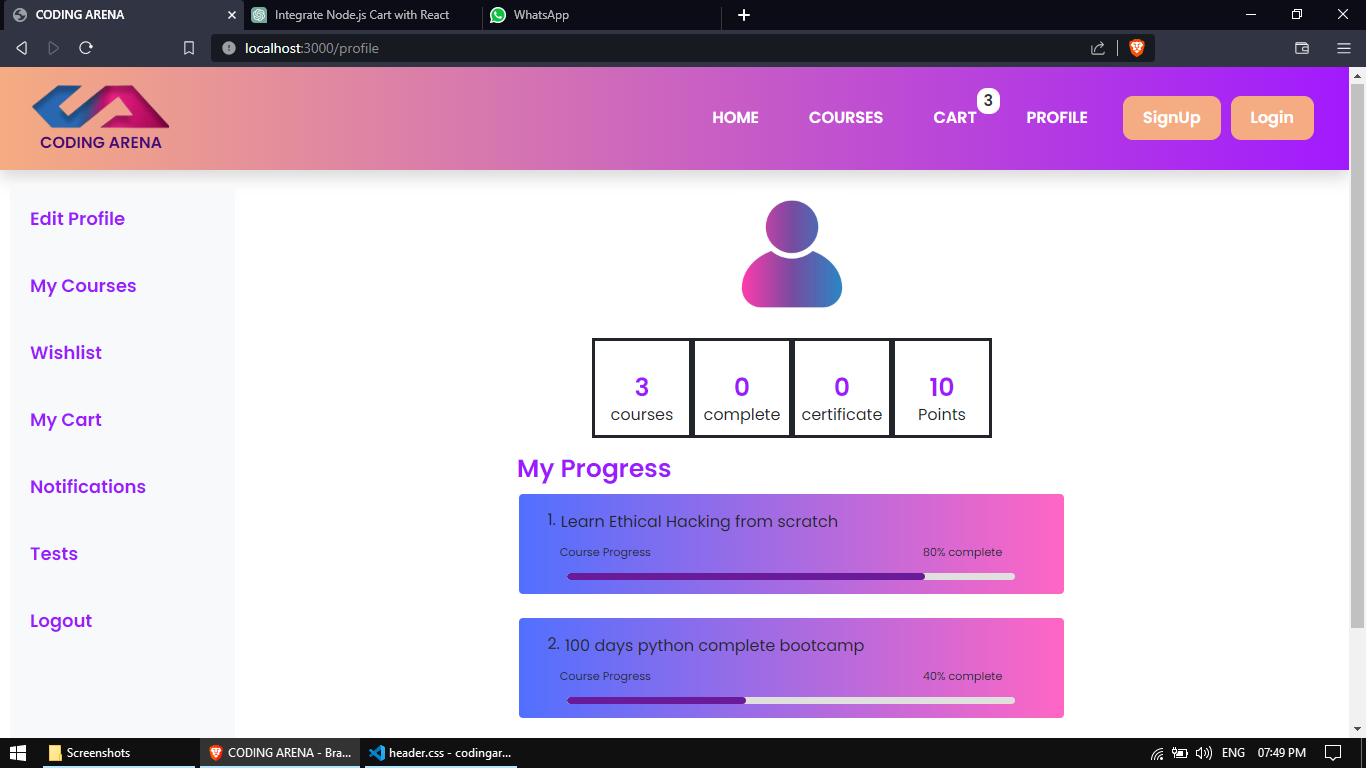 CODING ARENA
Integrate Node.js Cart with React
WhatsApp
localhost:3000/profile
CODING ARENA
HOME
COURSES
CART
3
PROFILE
SignUp
Login
Edit Profile
My Courses
Wishlist
My Cart
Notifications
Tests
Logout
3
courses
0
complete
0
certificate
10
Points
My Progress
1. Learn Ethical Hacking from scratch
Course Progress 80% complete
2. 100 days python complete bootcamp
Course Progress 40% complete
Screenshots
CODING ARENA - Bra...
header.css - codingar...
ENG
07:49 PM